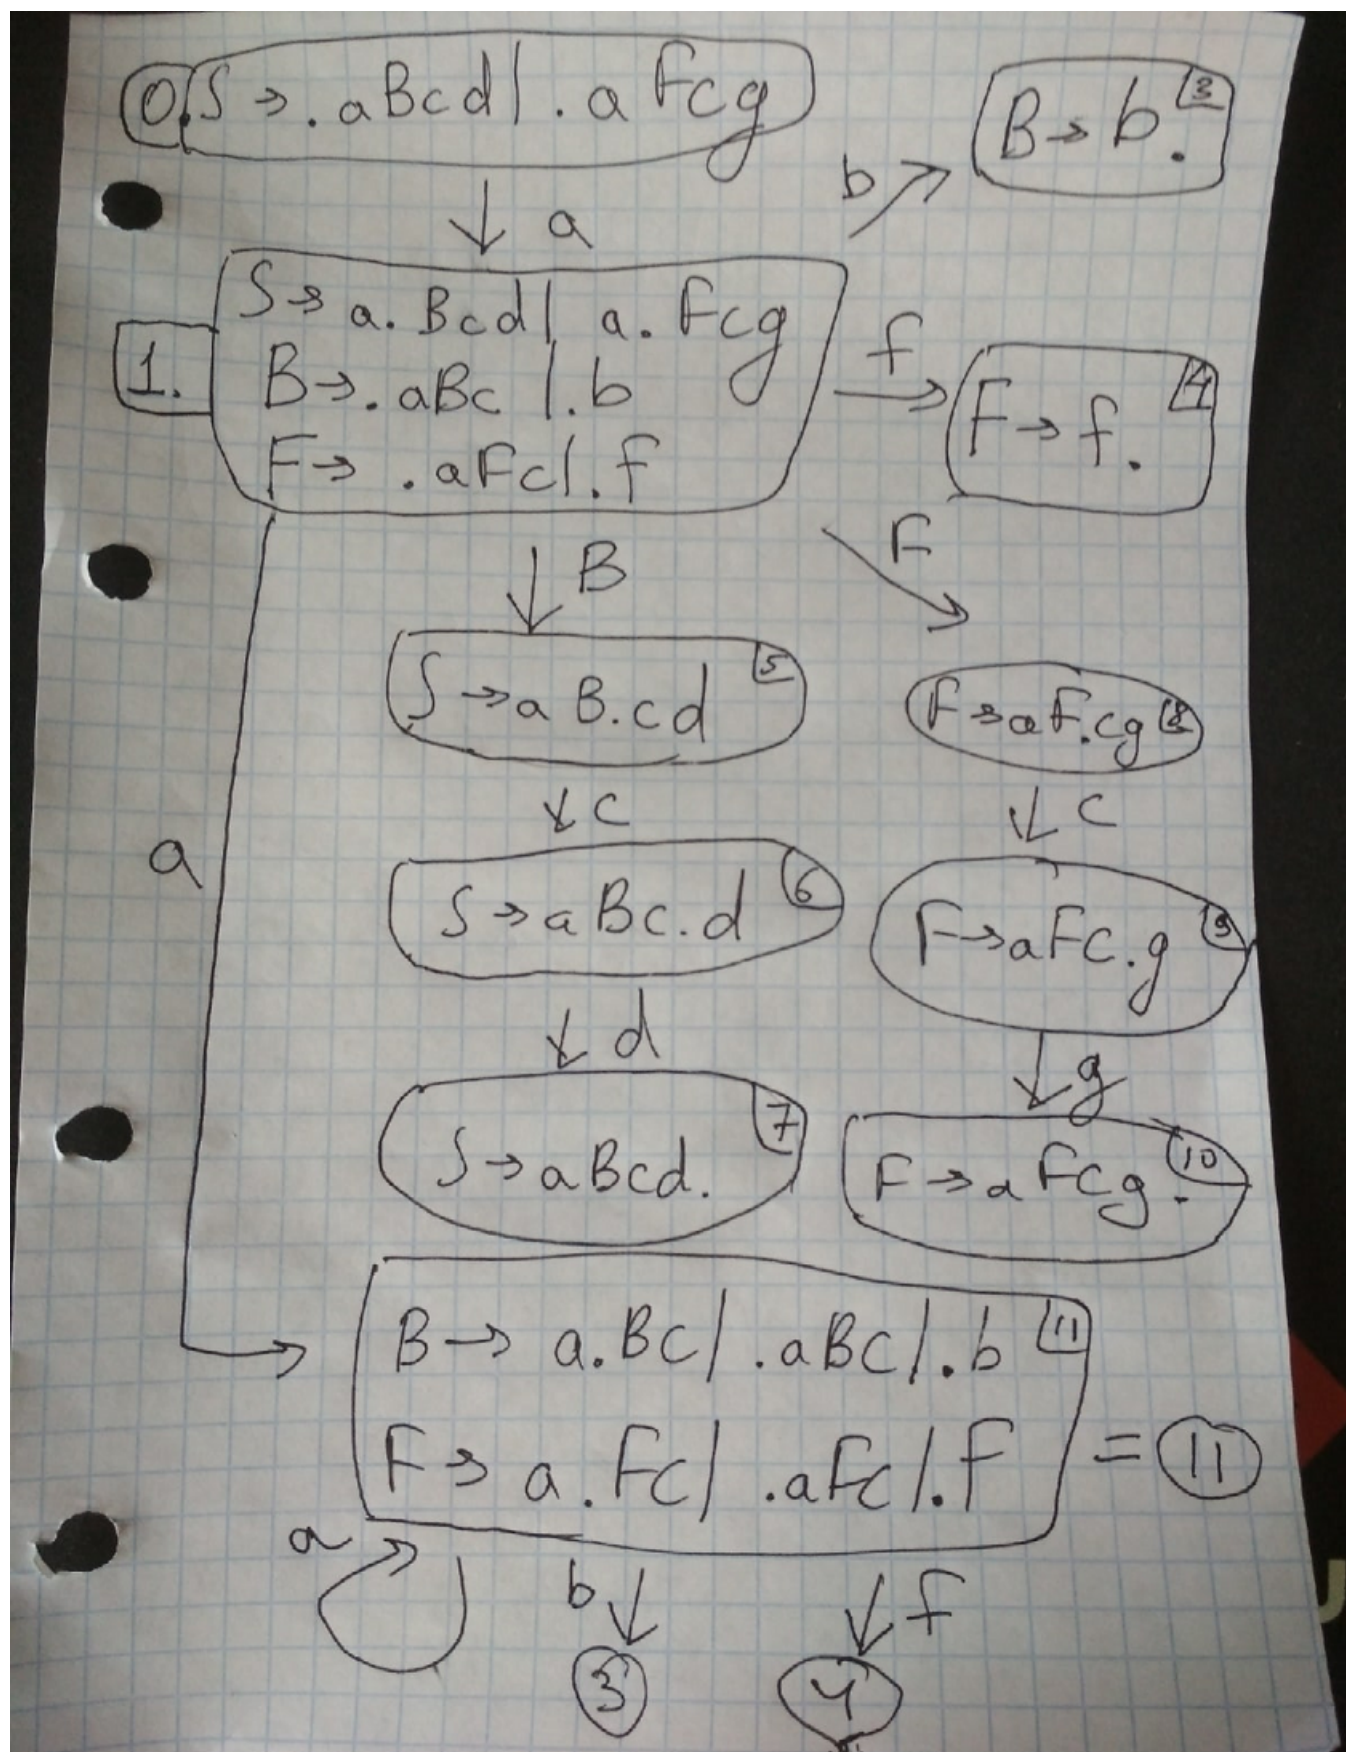 0. S → .aBcd | .aFcg
B → b. 3
b
a
S → a.Bcd | a.Fcg
1. B → .aBc | .b
F → .aFc | .f
f
F → f. 4
B
F
S → aB.cd 5
F → aF.cg 8
c
c
a
S → aBc.d 6
F → aFc.g 9
d
g
S → aBcd. 7
F → aFcg. 10
B → a.Bc | .aBc | .b 11
F → a.Fc | .aFc | .f = 11
a
b
f
3
4